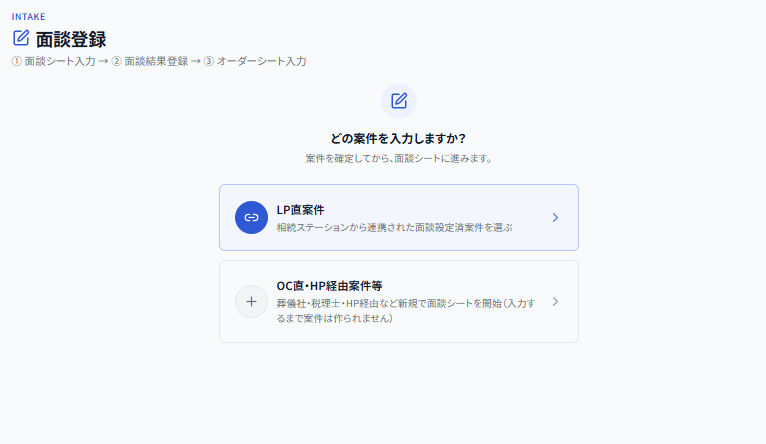 INTAKE
面談登録
① 面談シート入力 → ② 面談結果登録 → ③ オーダーシート入力
どの案件を入力しますか?
案件を確定してから、面談シートに進みます。
LP直案件
相続ステーションから連携された面談設定済案件を選ぶ
OC直・HP経由案件等
葬儀社・税理士・HP経由など新規で面談シートを開始（入力す
るまで案件は作られません）